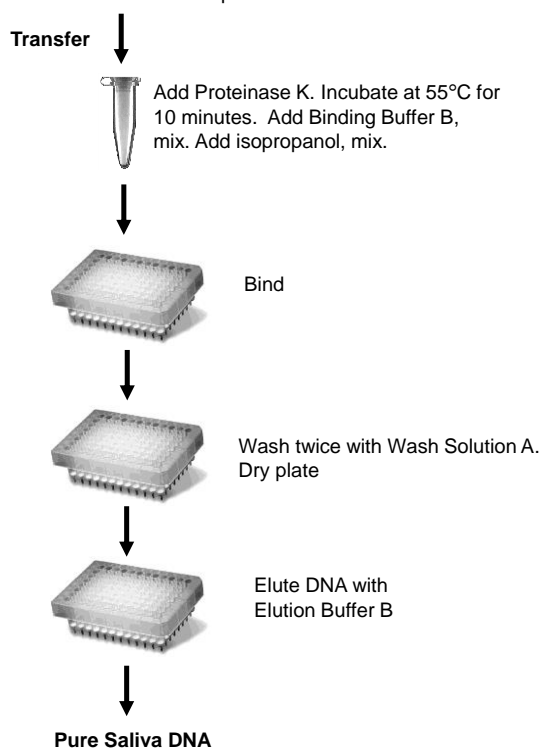 Transfer
Add Proteinase K. Incubate at 55°C for
10 minutes. Add Binding Buffer B,
mix. Add isopropanol, mix.
Bind
Wash twice with Wash Solution A.
Dry plate
Elute DNA with
Elution Buffer B
Pure Saliva DNA